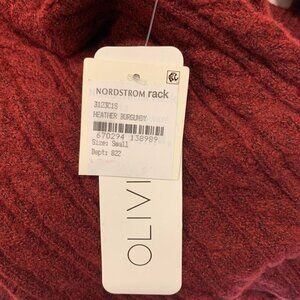 NORDSTROM rack
3123C1S
HEATHER BURGUNDY
670294 138989
Size: Small
Dept: 822
OLIVI